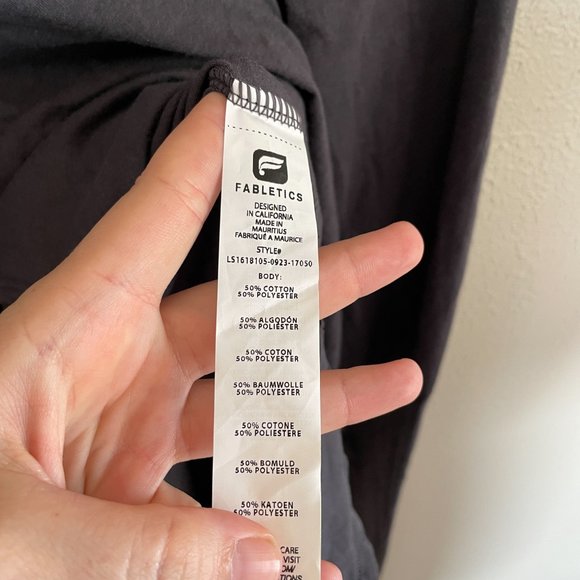 FABLETICS
DESIGNED
IN CALIFORNIA
MADE IN
MAURITIUS
FABRIQUÉ A MAURICE
STYLE#
LS1618105-0923-17050
BODY:
50% COTTON
50% POLYESTER
50% ALGODÓN
50% POLYESTER
50% COTON
50% POLYESTER
50% BAUMWOLLE
50% POLYESTER
50% COTONE
50% POLIESTERE
50% BOMULD
50% POLYESTER
50% KATOEN
50% POLYESTER
CARE
VISIT